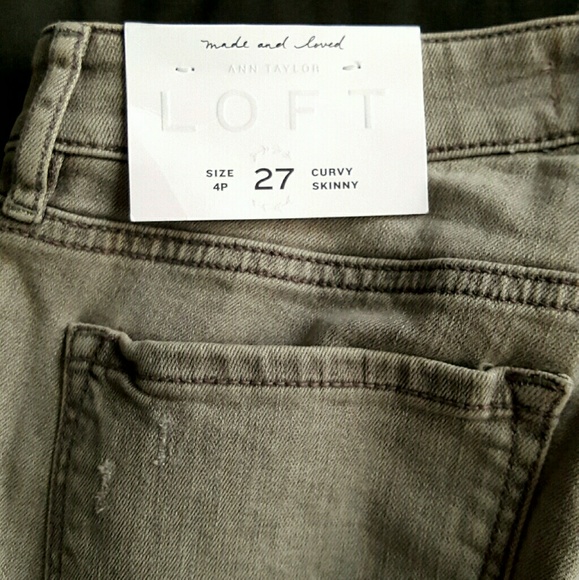 made and loved
ANN TAYLOR
LOFT
SIZE 4P 27 CURVY SKINNY